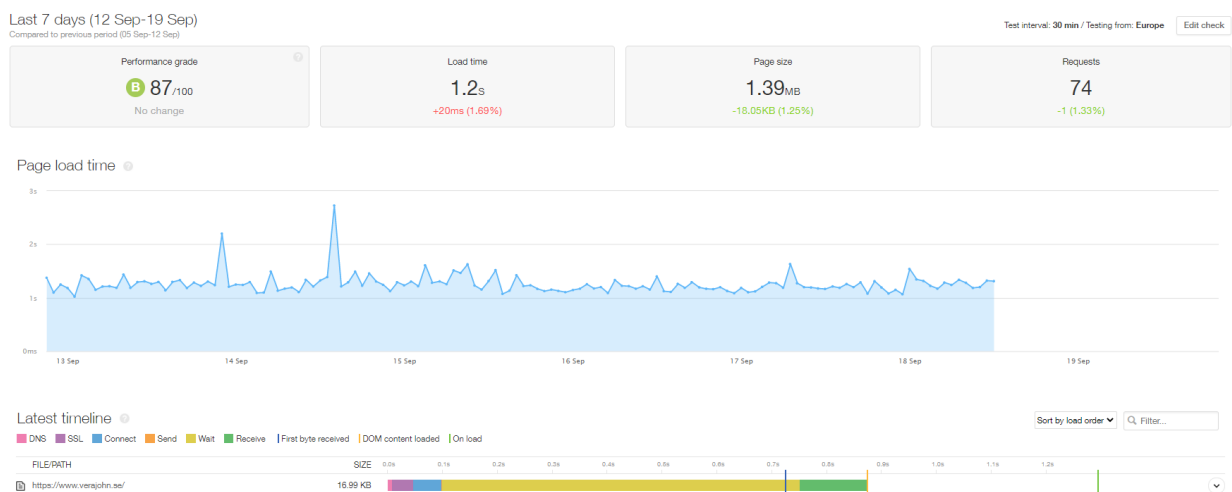 Last 7 days (12 Sep-19 Sep)
Compared to previous period (05 Sep-12 Sep)
Test interval: 30 min / Testing from: Europe
Edit check
Performance grade
?
B 87/100
No change
Load time
1.2s
+20ms (1.69%)
Page size
1.39MB
-18.05KB (1.25%)
Requests
74
-1 (1.33%)
Page load time ?
3s
2s
1s
0ms
13 Sep 14 Sep 15 Sep 16 Sep 17 Sep 18 Sep 19 Sep
Latest timeline ?
Sort by load order
Filter...
DNS SSL Connect Send Wait Receive First byte received DOM content loaded On load
FILE/PATH SIZE 0.0s 0.1s 0.2s 0.3s 0.4s 0.5s 0.6s 0.7s 0.8s 0.9s 1.0s 1.1s 1.2s
https://www.verajohn.se/ 16.99 KB